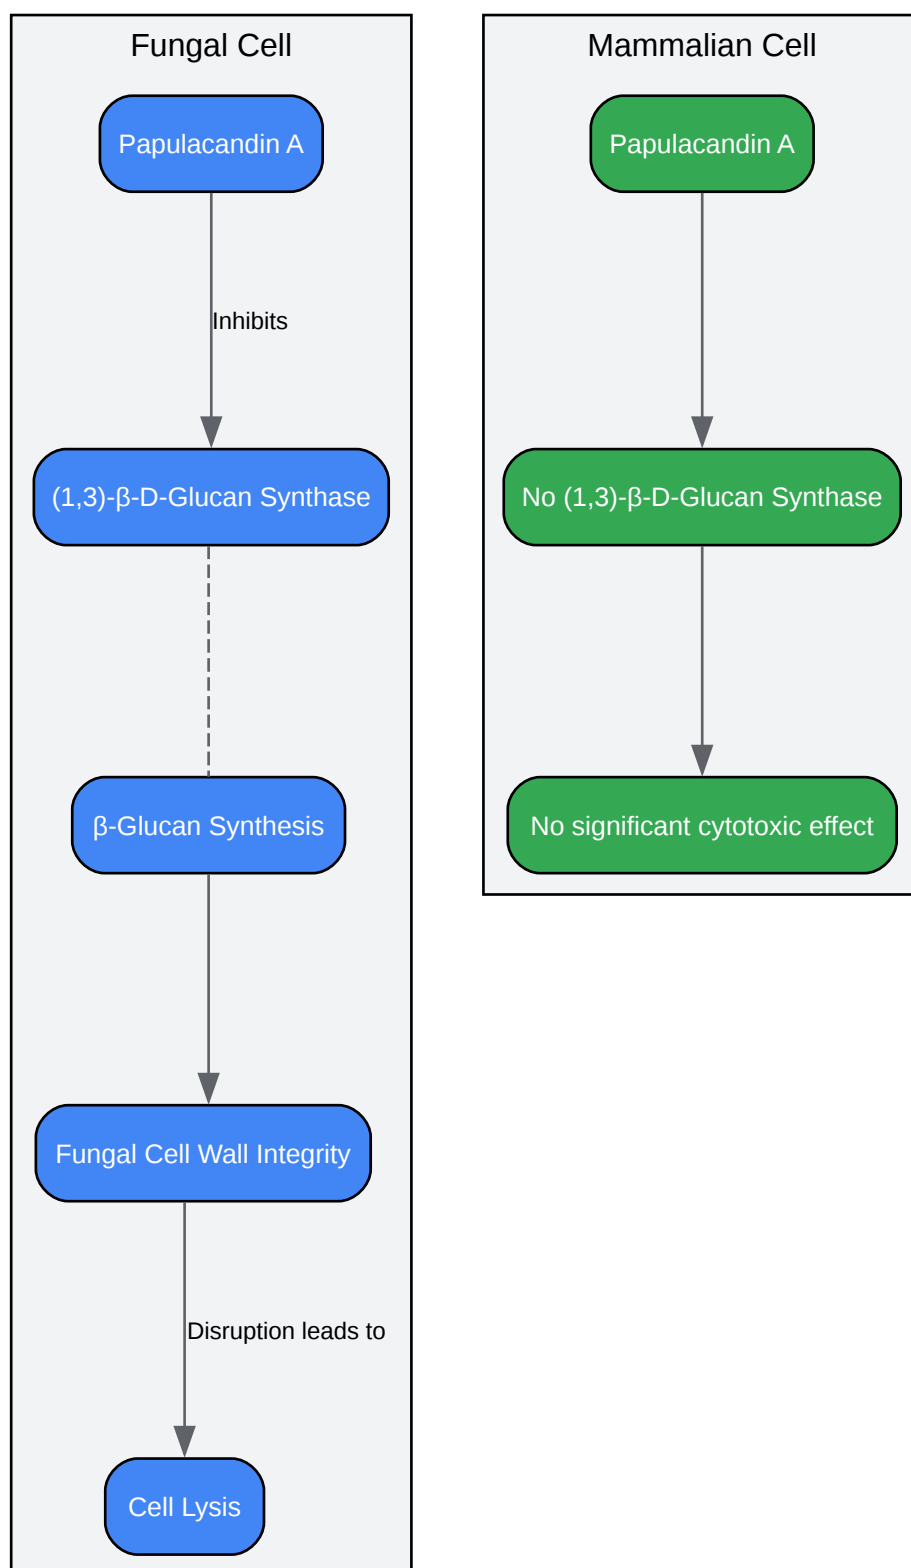 Fungal Cell
Papulacandin A
Inhibits
(1,3)-β-D-Glucan Synthase
β-Glucan Synthesis
Fungal Cell Wall Integrity
Disruption leads to
Cell Lysis
Mammalian Cell
Papulacandin A
No (1,3)-β-D-Glucan Synthase
No significant cytotoxic effect